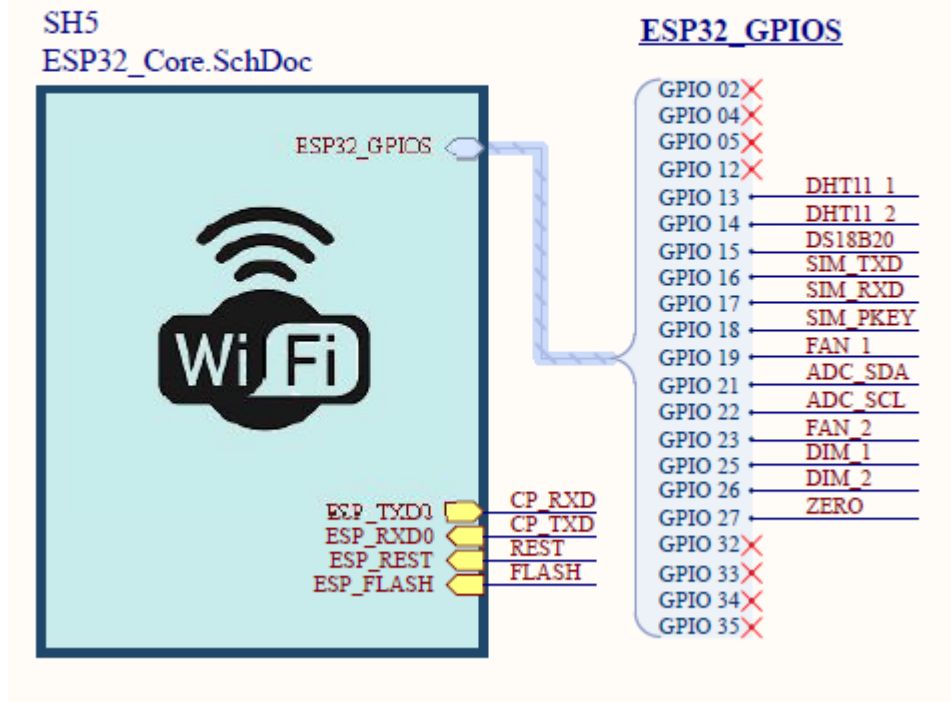 SH5
ESP32_Core.SchDoc
ESP32_GPIOS
Wi Fi
ESP_TXD0 CP_RXD
ESP_RXD0 CP_TXD
ESP_REST REST
ESP_FLASH FLASH
ESP32_GPIOS
GPIO 02
GPIO 04
GPIO 05
GPIO 12
GPIO 13 DHT11_1
GPIO 14 DHT11_2
GPIO 15 DS18B20
GPIO 16 SIM_TXD
GPIO 17 SIM_RXD
GPIO 18 SIM_PKEY
GPIO 19 FAN_1
GPIO 21 ADC_SDA
GPIO 22 ADC_SCL
GPIO 23 FAN_2
GPIO 25 DIM_1
GPIO 26 DIM_2
GPIO 27 ZERO
GPIO 32
GPIO 33
GPIO 34
GPIO 35